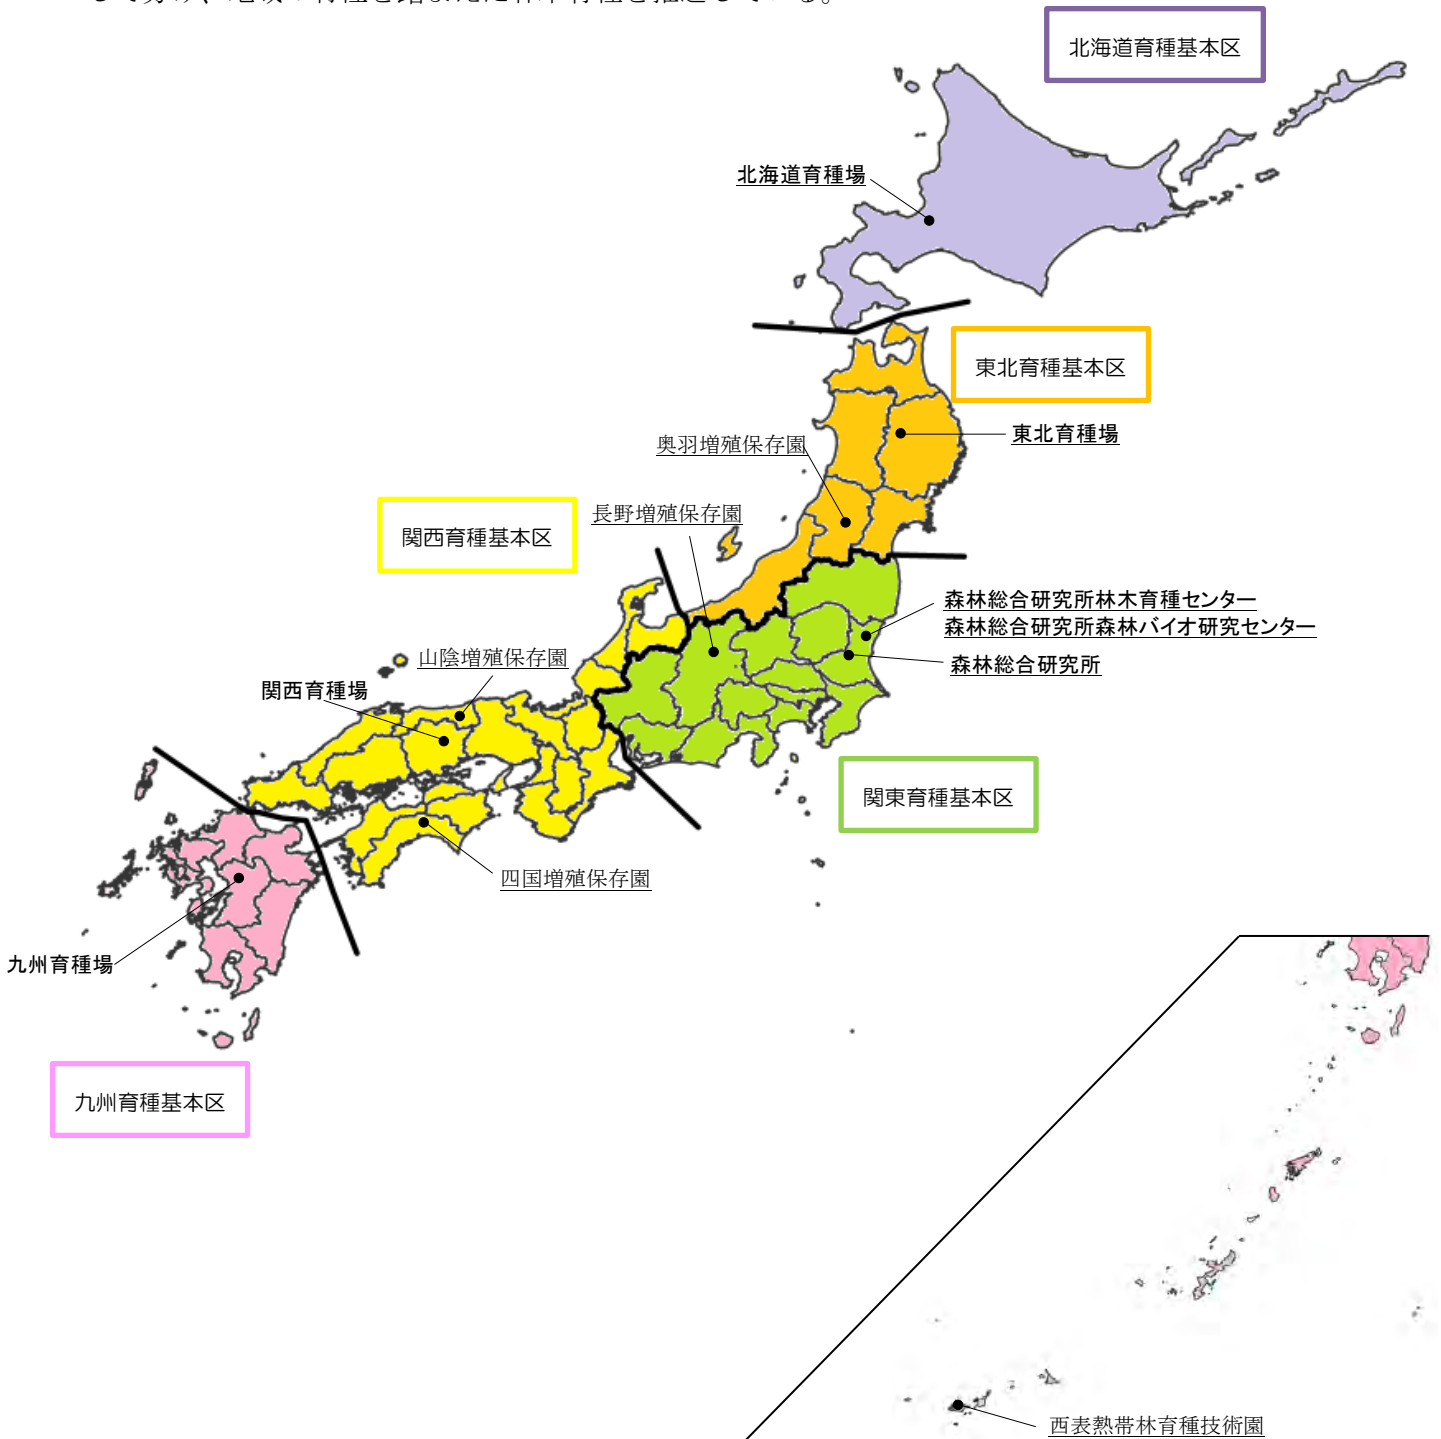 北海道育種基本区
北海道育種場
東北育種基本区
東北育種場
奥羽増殖保存園
関西育種基本区
長野増殖保存園
森林総合研究所林木育種センター
森林総合研究所森林バイオ研究センター
森林総合研究所
山陰増殖保存園
関西育種場
関東育種基本区
四国増殖保存園
九州育種場
九州育種基本区
西表熱帯林育種技術園